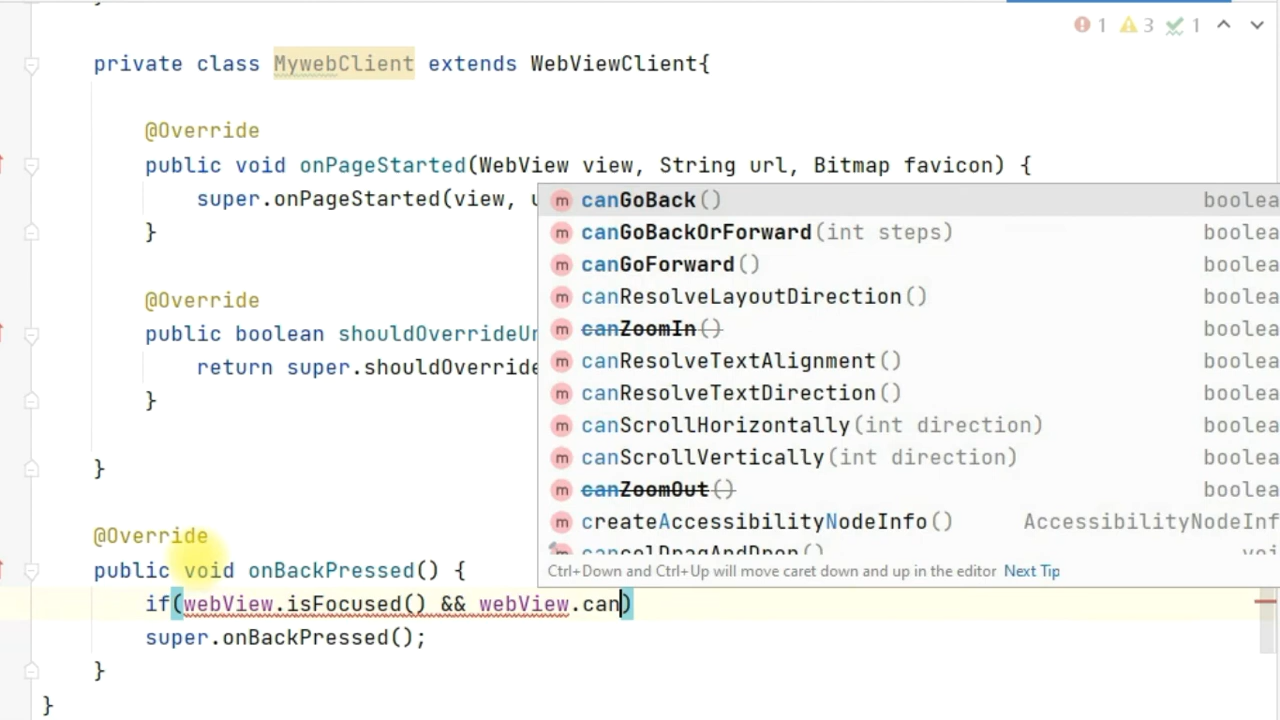 1 3 1
private class MywebClient extends WebViewClient{
@Override
public void onPageStarted(WebView view, String url, Bitmap favicon) {
super.onPageStarted(view, u
}
@Override
public boolean shouldOverrideUr
return super.shouldOverride
}
}
@Override
public void onBackPressed() {
if(webView.isFocused() && webView.can)
super.onBackPressed();
}
}
canGoBack() boolea
canGoBackOrForward(int steps) boolea
canGoForward() boolea
canResolveLayoutDirection() boolea
canZoomIn() boolea
canResolveTextAlignment() boolea
canResolveTextDirection() boolea
canScrollHorizontally(int direction) boolea
canScrollVertically(int direction) boolea
canZoomOut() boolea
createAccessibilityNodeInfo() AccessibilityNodeInf
cancelDragAndDrop() voi
Ctrl+Down and Ctrl+Up will move caret down and up in the editor Next Tip